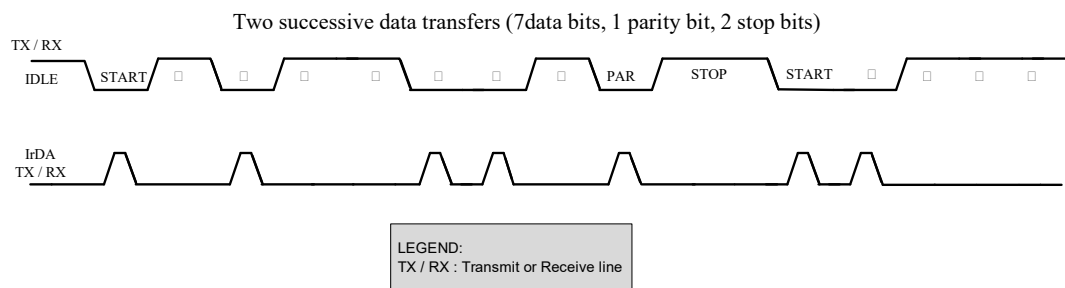 Two successive data transfers (7data bits, 1 parity bit, 2 stop bits)
TX / RX
IDLE
START
PAR
STOP
START
IrDA
TX / RX
LEGEND:
TX / RX : Transmit or Receive line